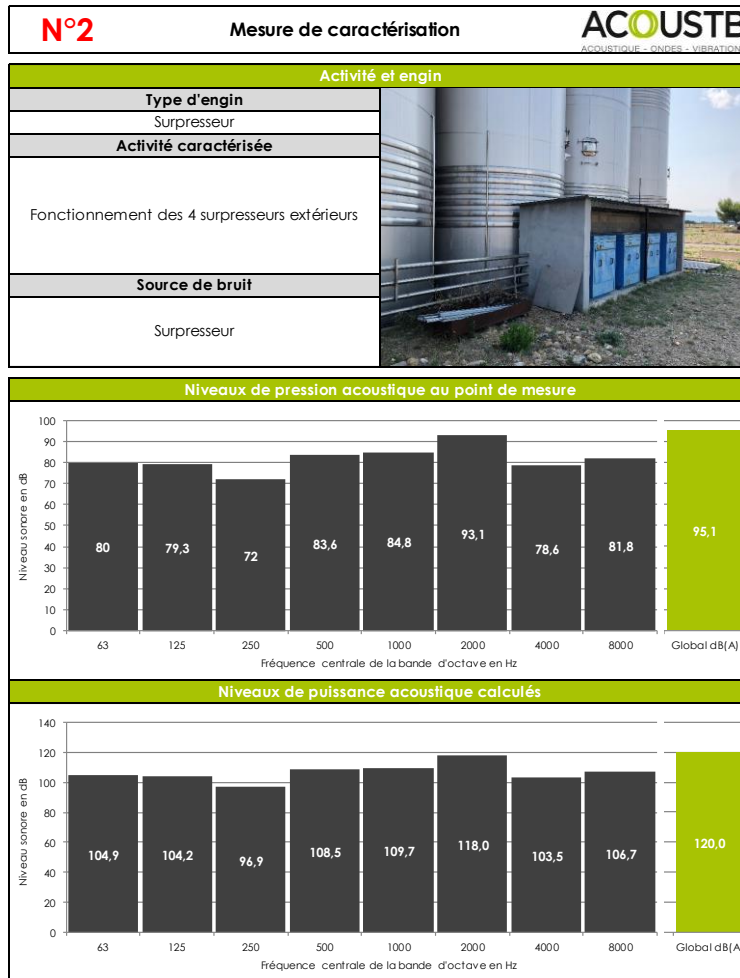 N°2
Mesure de caractérisation
ACOUSTB
ACOUSTIQUE - ONDES - VIBRATION
Activité et engin
Type d'engin
Surpresseur
Activité caractérisée
Fonctionnement des 4 surpresseurs extérieurs
Source de bruit
Surpresseur
Niveaux de pression acoustique au point de mesure
Niveau sonore en dB
100
90
80
70
60
50
40
30
20
10
0
80
79,3
72
83,6
84,8
93,1
78,6
81,8
95,1
63 125 250 500 1000 2000 4000 8000 Global dB(A)
Fréquence centrale de la bande d'octave en Hz
Niveaux de puissance acoustique calculés
Niveau sonore en dB
140
120
100
80
60
40
20
0
104,9
104,2
96,9
108,5
109,7
118,0
103,5
106,7
120,0
63 125 250 500 1000 2000 4000 8000 Global dB(A
Fréquence centrale de la bande d'octave en Hz